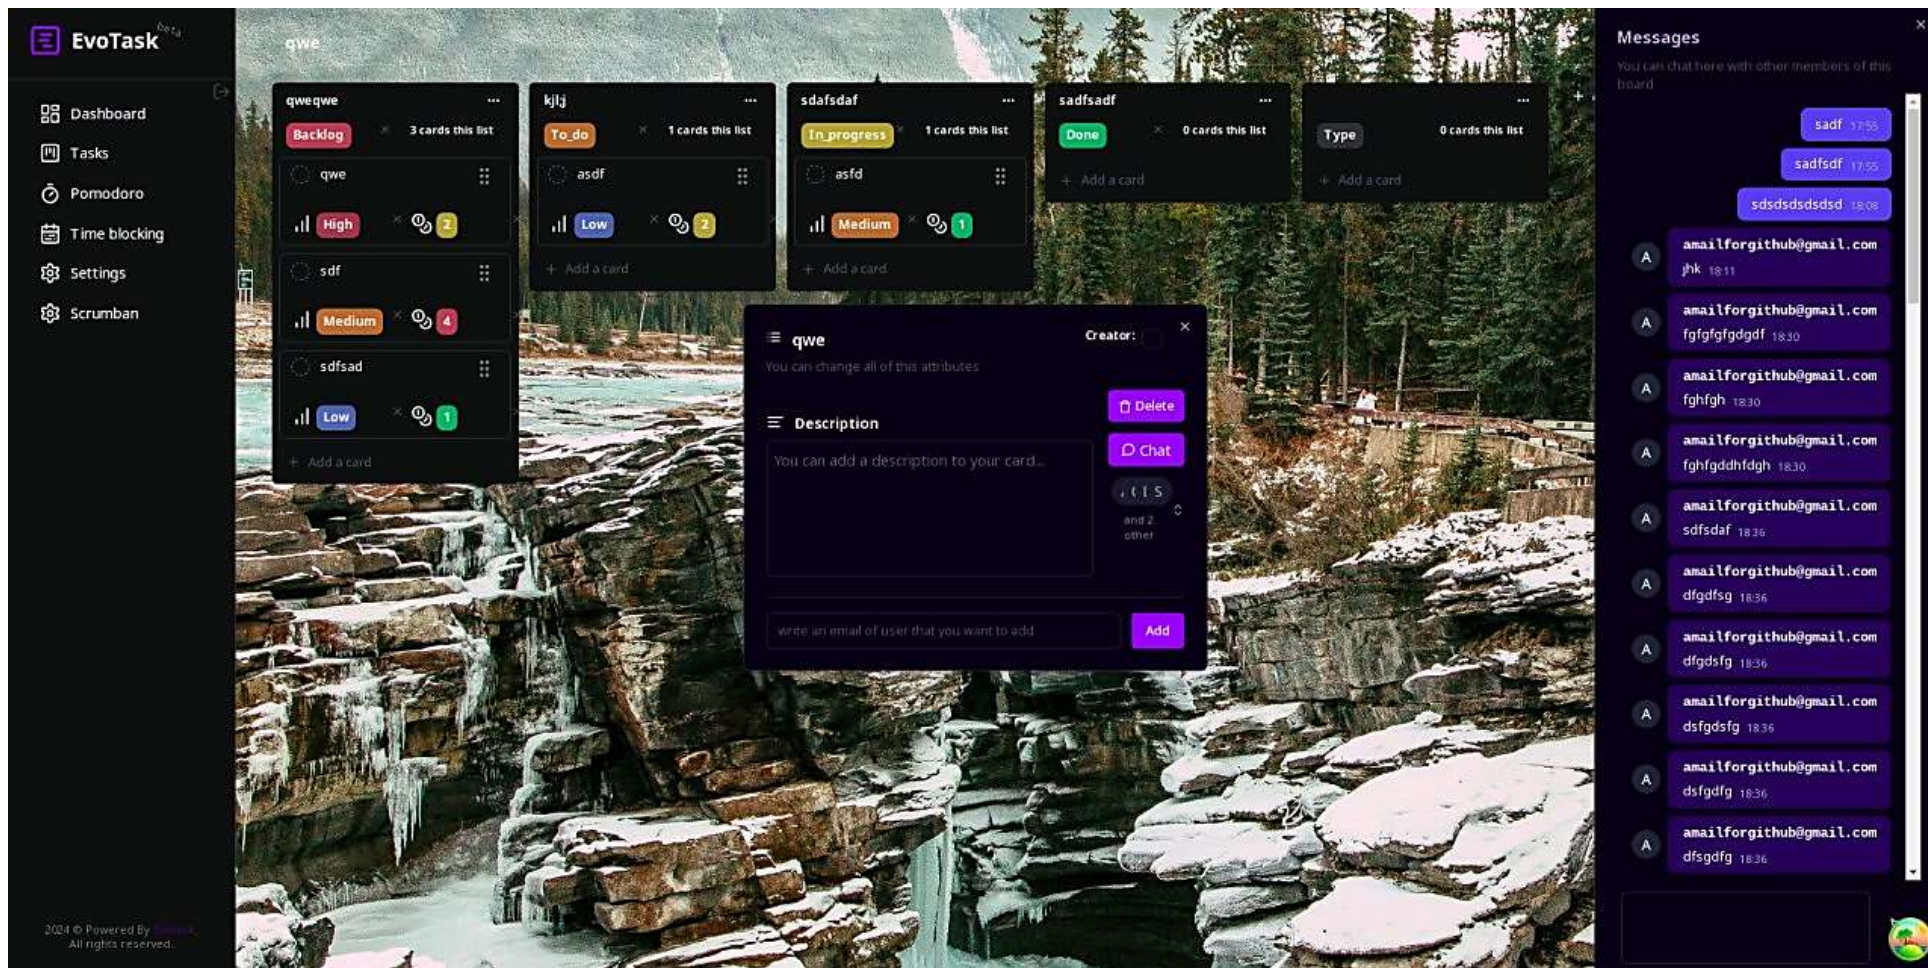 EvoTask beta
Dashboard
Tasks
Pomodoro
Time blocking
Settings
Scrumban
2024 © Powered By
All rights reserved.
qwe
qweqwe
Backlog 3 cards this list
qwe
High 2
sdf
Medium 4
sdfsad
Low 1
+ Add a card
kjl;j
To_do 1 cards this list
asdf
Low 2
+ Add a card
sdafsdaf
In_progress 1 cards this list
asfd
Medium 1
+ Add a card
sadfsadf
Done 0 cards this list
+ Add a card
Type 0 cards this list
+ Add a card
qwe
Creator:
You can change all of this attributes
Description
You can add a description to your card...
Delete
Chat
S
and 2
other
write an email of user that you want to add
Add
Messages
You can chat here with other members of this
board
sadf 17:55
sadfsdf 17:55
sdsdsdsdsdsd 18:08
A
amailforgithub@gmail.com
jhk 18:11
A
amailforgithub@gmail.com
fgfgfgfgdgdf 18:30
A
amailforgithub@gmail.com
fghfgh 18:30
A
amailforgithub@gmail.com
fghfgddhfdgh 18:30
A
amailforgithub@gmail.com
sdfsdaf 18:36
A
amailforgithub@gmail.com
dfgdfsg 18:36
A
amailforgithub@gmail.com
dfgdsfg 18:36
A
amailforgithub@gmail.com
dsfgdsfg 18:36
A
amailforgithub@gmail.com
dsfgdfg 18:36
A
amailforgithub@gmail.com
dfsgdfg 18:36